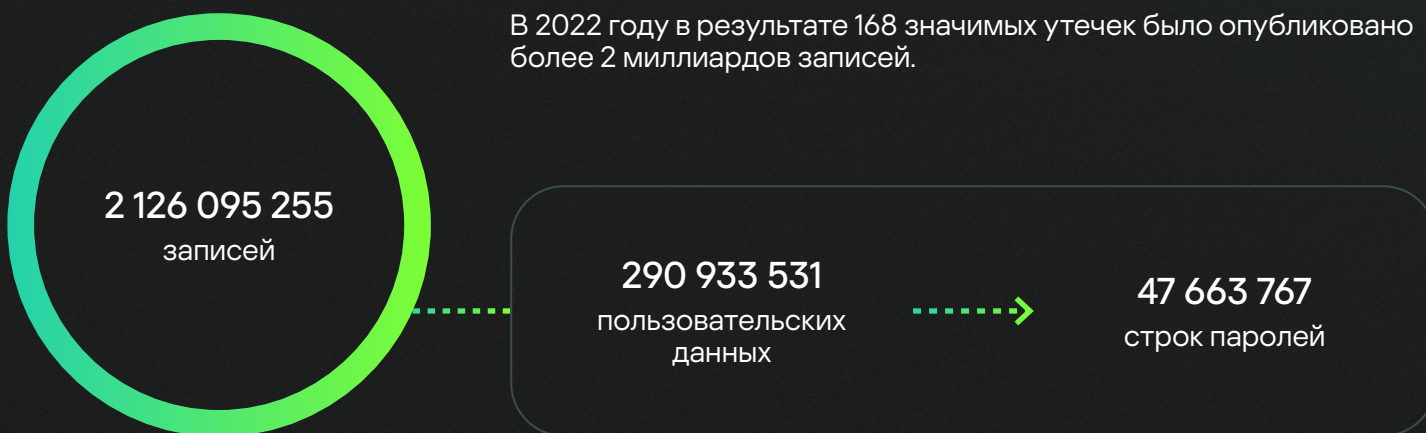 В 2022 году в результате 168 значимых утечек было опубликовано
более 2 миллиардов записей.
2 126 095 255
записей
290 933 531
пользовательских
данных
47 663 767
строк паролей